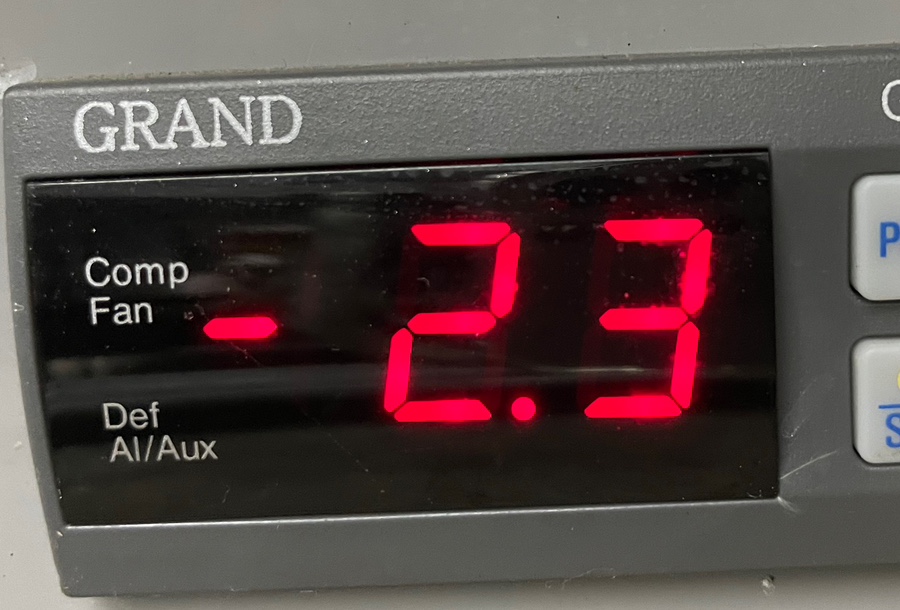 GRAND
Comp
Fan
-2.3
Def
Al/Aux
P
S